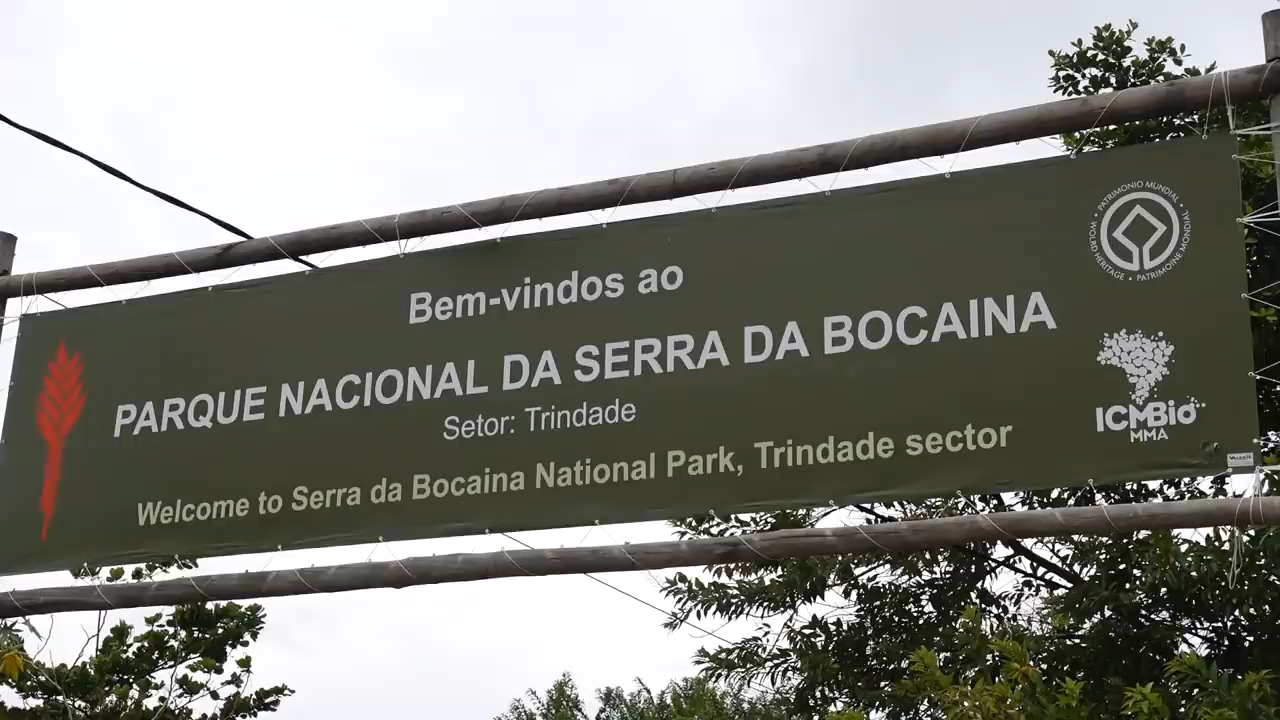 Bem-vindos ao
PARQUE NACIONAL DA SERRA DA BOCAINA
Setor: Trindade
Welcome to Serra da Bocaina National Park, Trindade sector
PATRIMONIO MUNDIAL • WORLD HERITAGE • PATRIMOINE MONDIAL •
ICMBio
MMA